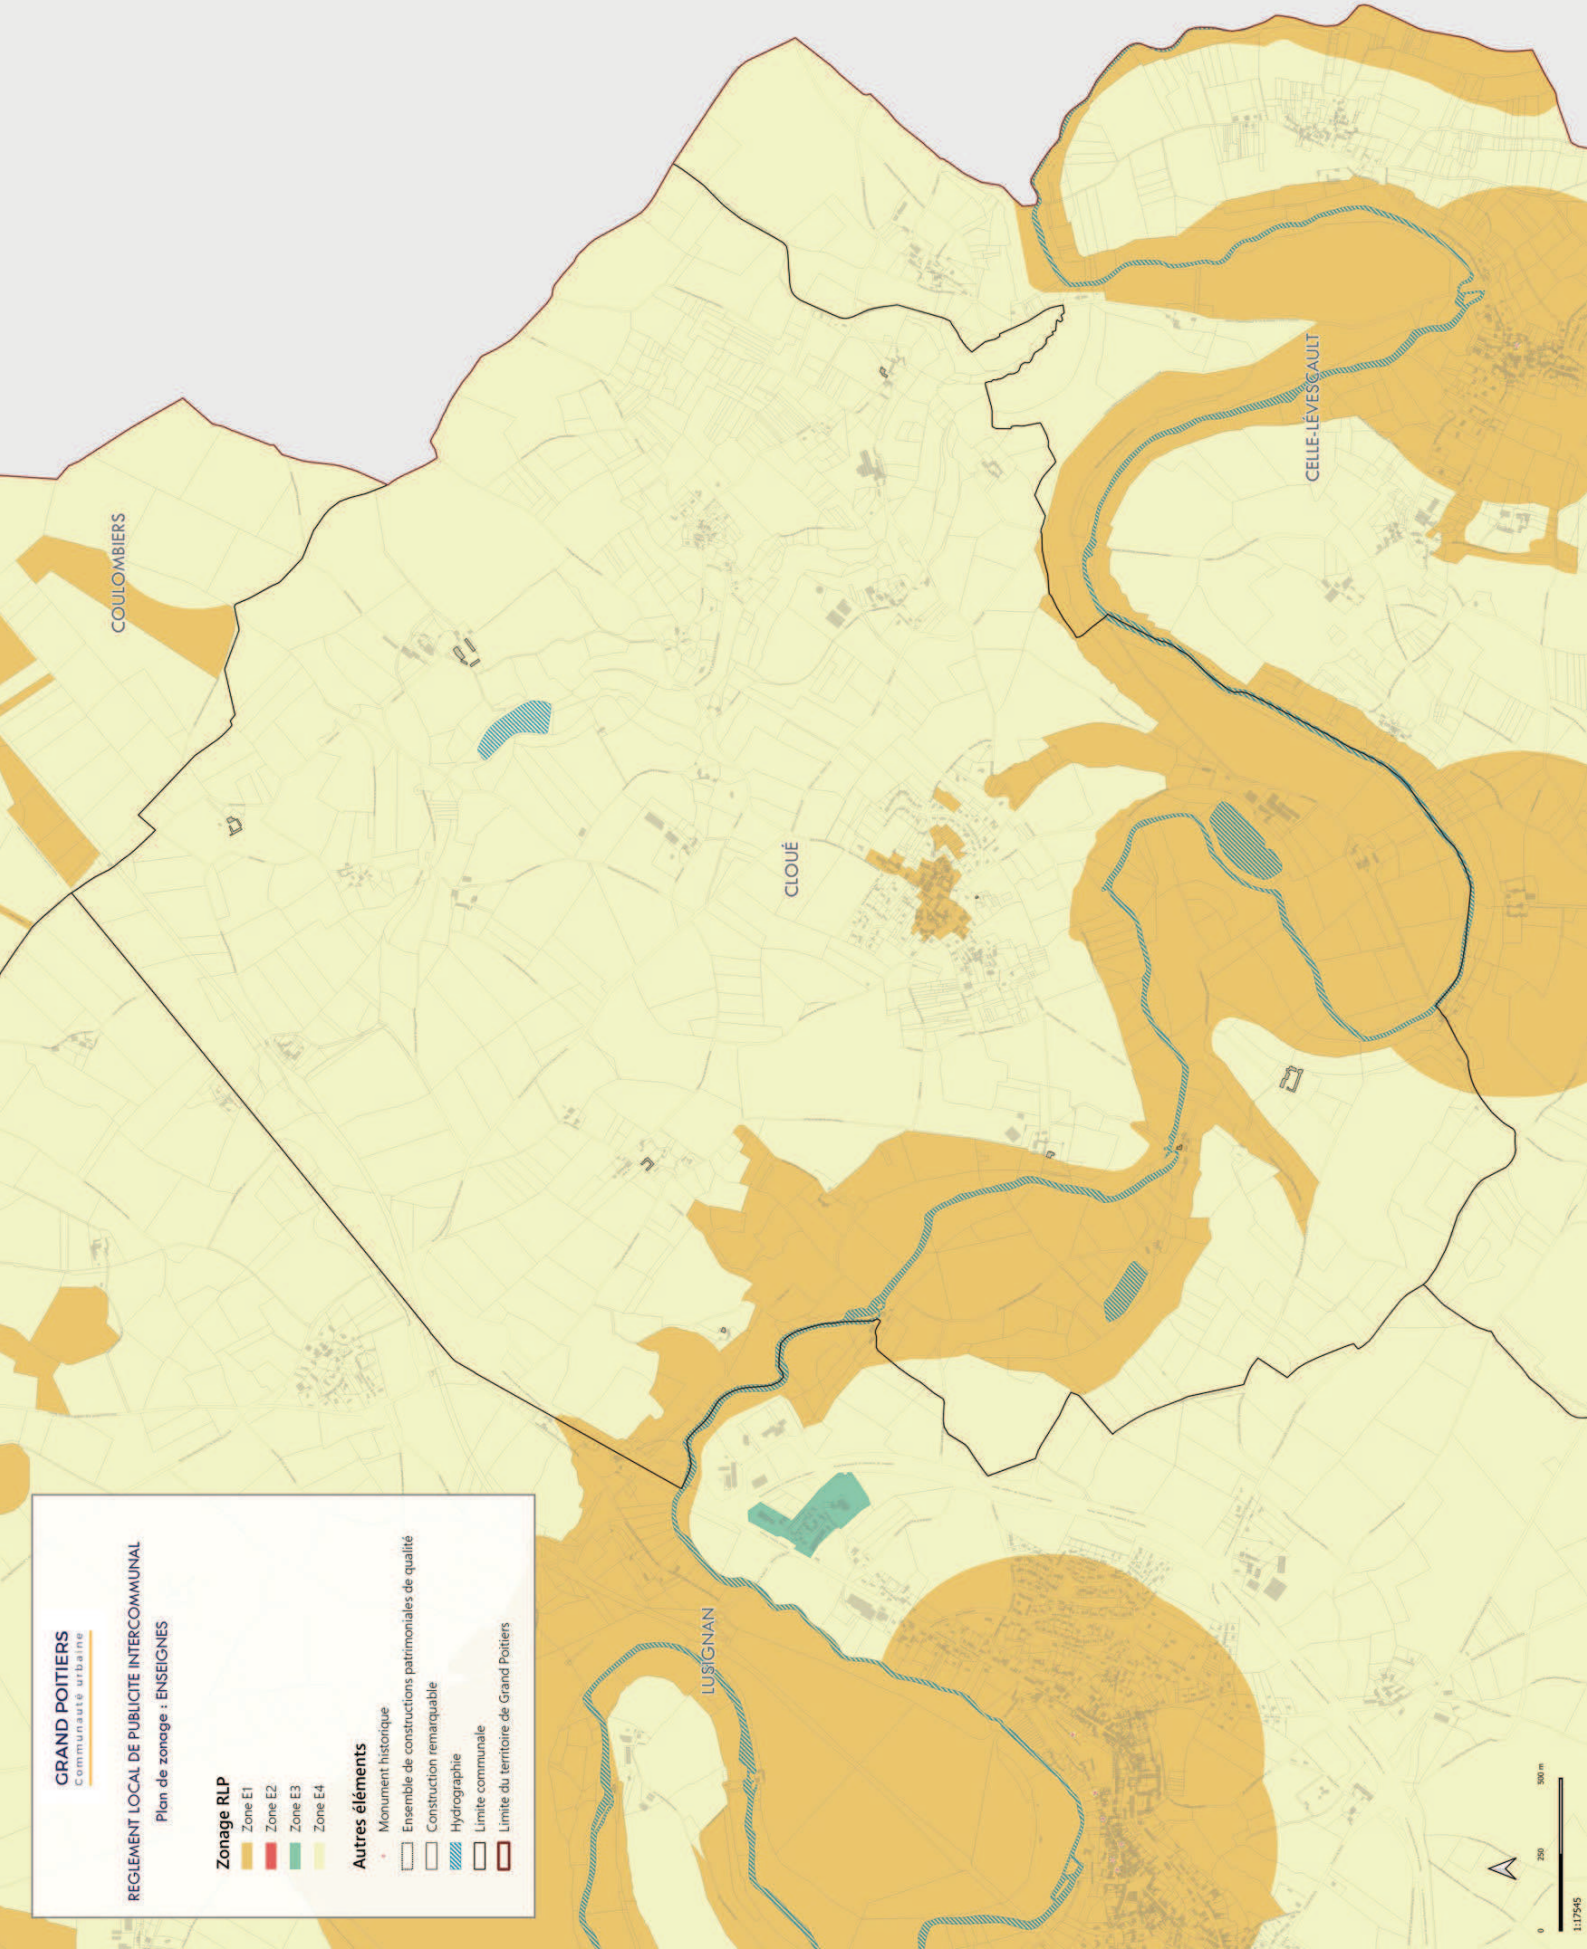 GRAND POITIERS
Communauté urbaine
REGLEMENT LOCAL DE PUBLICITE INTERCOMMUNAL
Plan de zonage : ENSEIGNES
Zonage RLP
Zone E1
Zone E2
Zone E3
Zone E4
Autres éléments
Monument historique
Ensemble de constructions patrimoniales de qualité
Construction remarquable
Hydrographie
Limite communale
Limite du territoire de Grand Poitiers
COULOMBIERS
CLOUÉ
CELLE-LÉVESCAULT
LUSIGNAN
0 250 500 m
1:17545